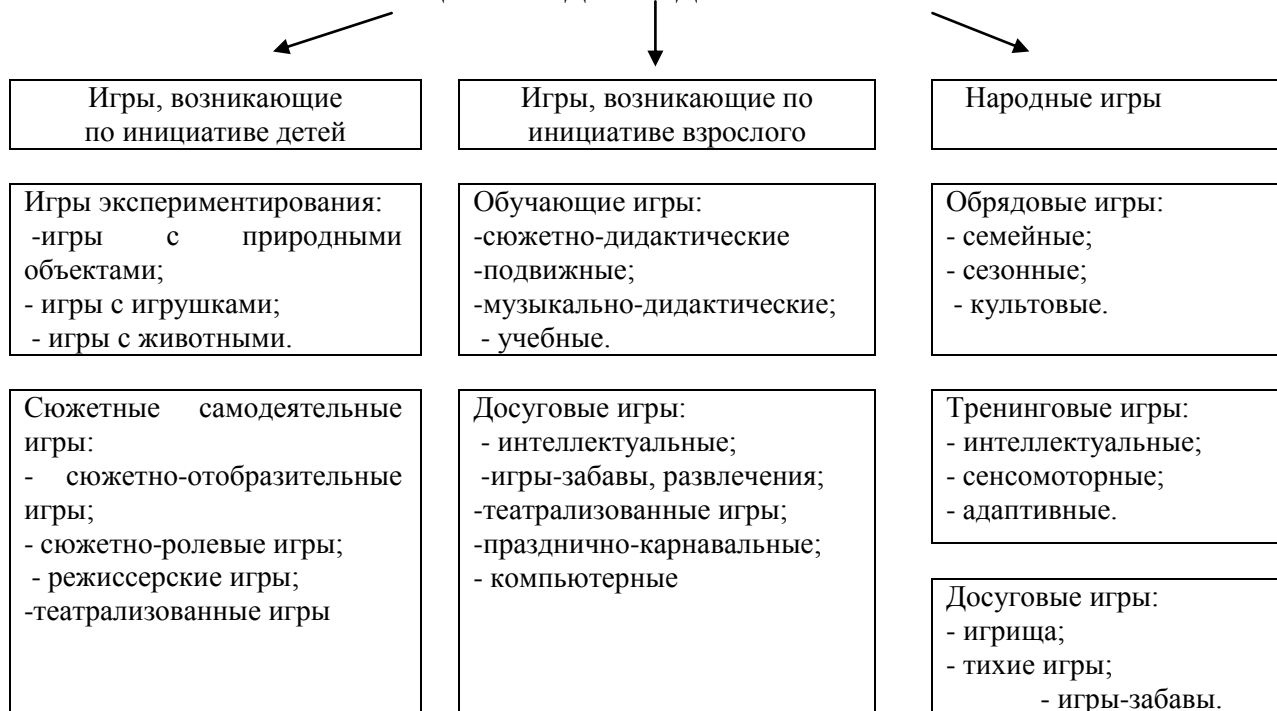 Игры, возникающие
по инициативе детей
Игры, возникающие по
инициативе взрослого
Народные игры
Игры экспериментирования:
-игры с природными
объектами;
- игры с игрушками;
- игры с животными.
Обучающие игры:
-сюжетно-дидактические
-подвижные;
-музыкально-дидактические;
- учебные.
Обрядовые игры:
- семейные;
- сезонные;
- культовые.
Сюжетные самодеятельные
игры:
- сюжетно-отобразительные
игры;
- сюжетно-ролевые игры;
- режиссерские игры;
-театрализованные игры
Досуговые игры:
- интеллектуальные;
-игры-забавы, развлечения;
-театрализованные игры;
-празднично-карнавальные;
- компьютерные
Тренинговые игры:
- интеллектуальные;
- сенсомоторные;
- адаптивные.
Досуговые игры:
- игрища;
- тихие игры;
- игры-забавы.